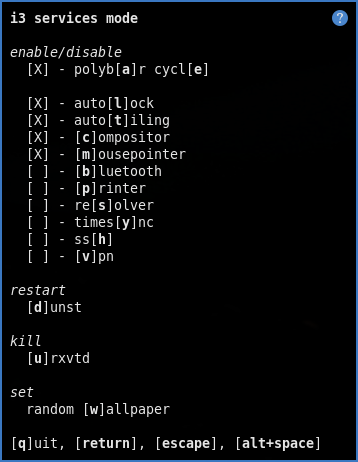 i3 services mode ?
enable/disable
[X] - polyb[a]r cycl[e]
[X] - auto[l]ock
[X] - auto[t]iling
[X] - [c]ompositor
[X] - [m]ousepointer
[ ] - [b]luetooth
[ ] - [p]rinter
[ ] - re[s]olver
[ ] - times[y]nc
[ ] - ss[h]
[ ] - [v]pn
restart
[d]unst
kill
[u]rxvtd
set
random [w]allpaper
[q]uit, [return], [escape], [alt+space]